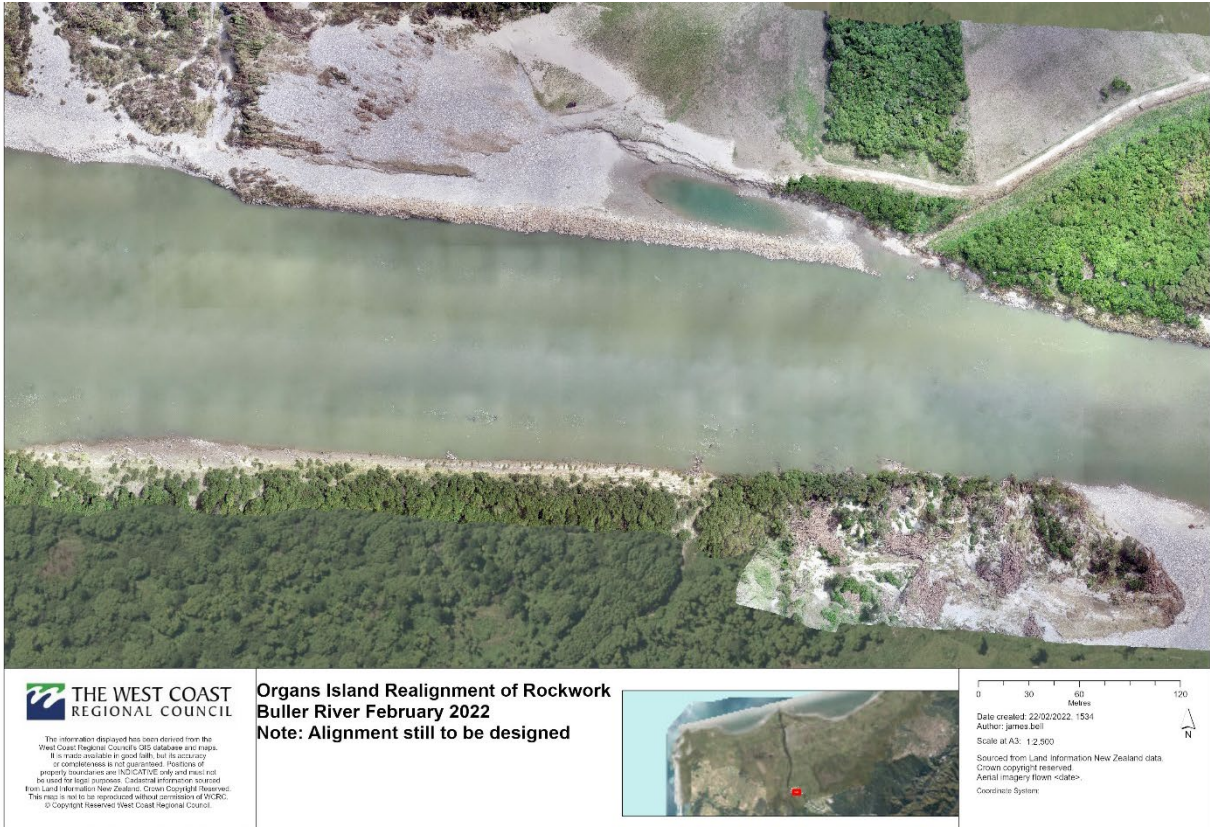 THE WEST COAST
REGIONAL COUNCIL
The information displayed has been derived from the
West Coast Regional Council's GIS database and maps.
It is made available in good faith, but its accuracy
or completeness is not guaranteed. Positions of
property boundaries are INDICATIVE only and must not
be used for legal purposes. Cadastral information sourced
from Land Information New Zealand. Crown Copyright Reserved.
This map is not to be reproduced without permission of WCRC.
© Copyright Reserved West Coast Regional Council.
Organs Island Realignment of Rockwork
Buller River February 2022
Note: Alignment still to be designed
0 30 60 120
Metres
Date created: 22/02/2022, 1534
Author: james.bell
Scale at A3: 1:2,500
Sourced from Land Information New Zealand data.
Crown copyright reserved.
Aerial imagery flown <date>.
Coordinate System:
N